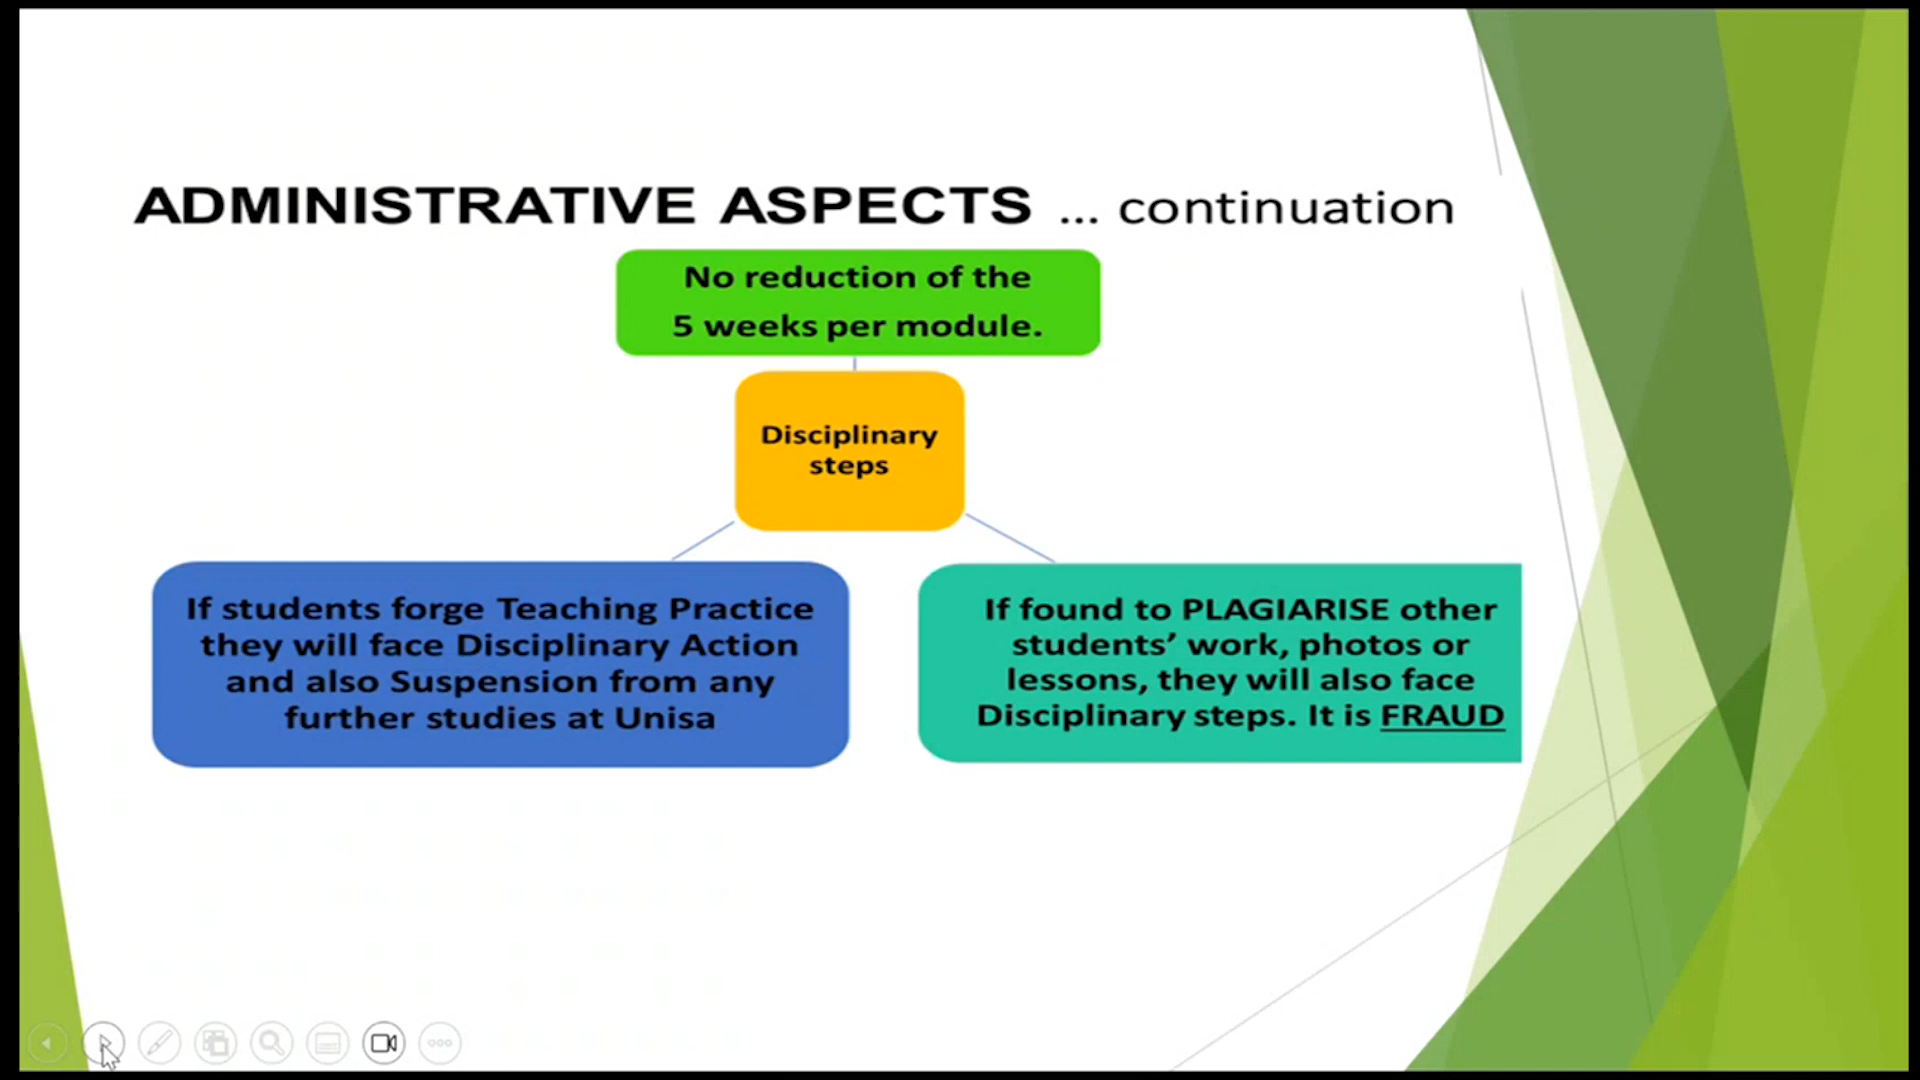 ADMINISTRATIVE ASPECTS ... continuation
No reduction of the
5 weeks per module.
Disciplinary
steps
If students forge Teaching Practice
they will face Disciplinary Action
and also Suspension from any
further studies at Unisa
If found to PLAGIARISE other
students’ work, photos or
lessons, they will also face
Disciplinary steps. It is FRAUD